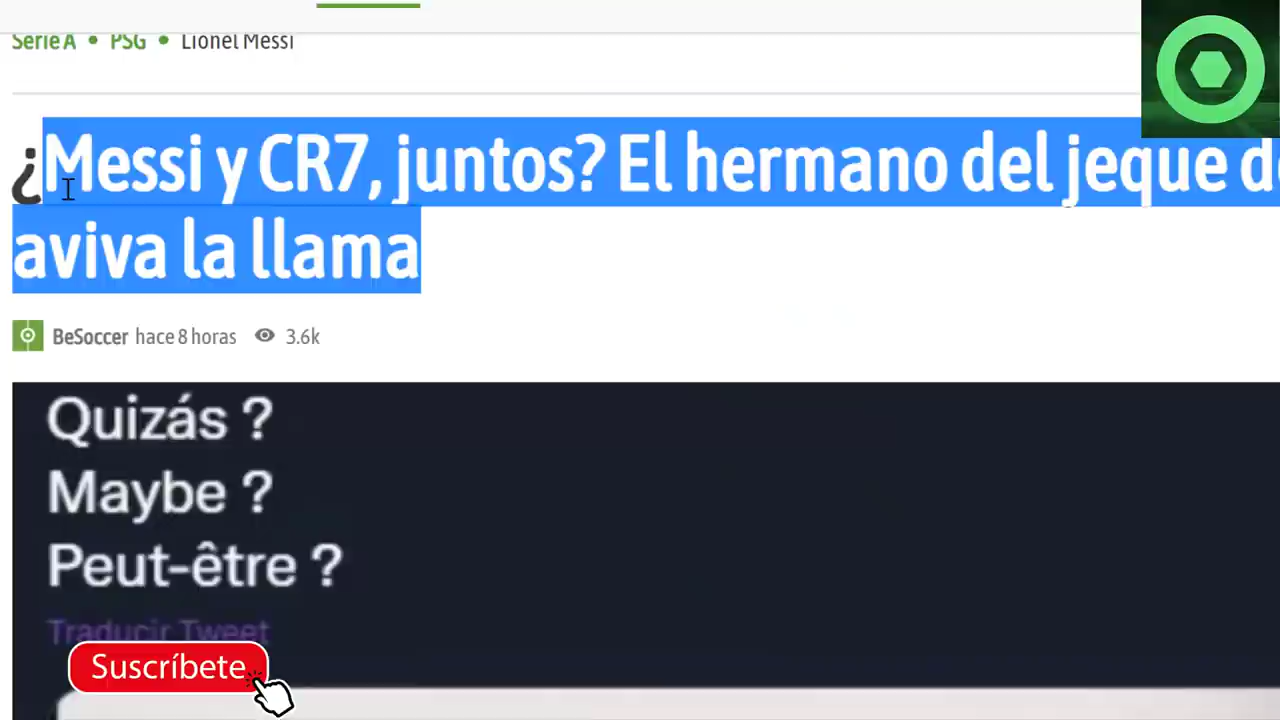 Serie A • PSG • Lionel Messi
¿Messi y CR7, juntos? El hermano del jeque
aviva la llama
BeSoccer hace 8 horas 3.6k
Quizás ?
Maybe ?
Peut-être ?
Traducir Tweet
Suscríbete